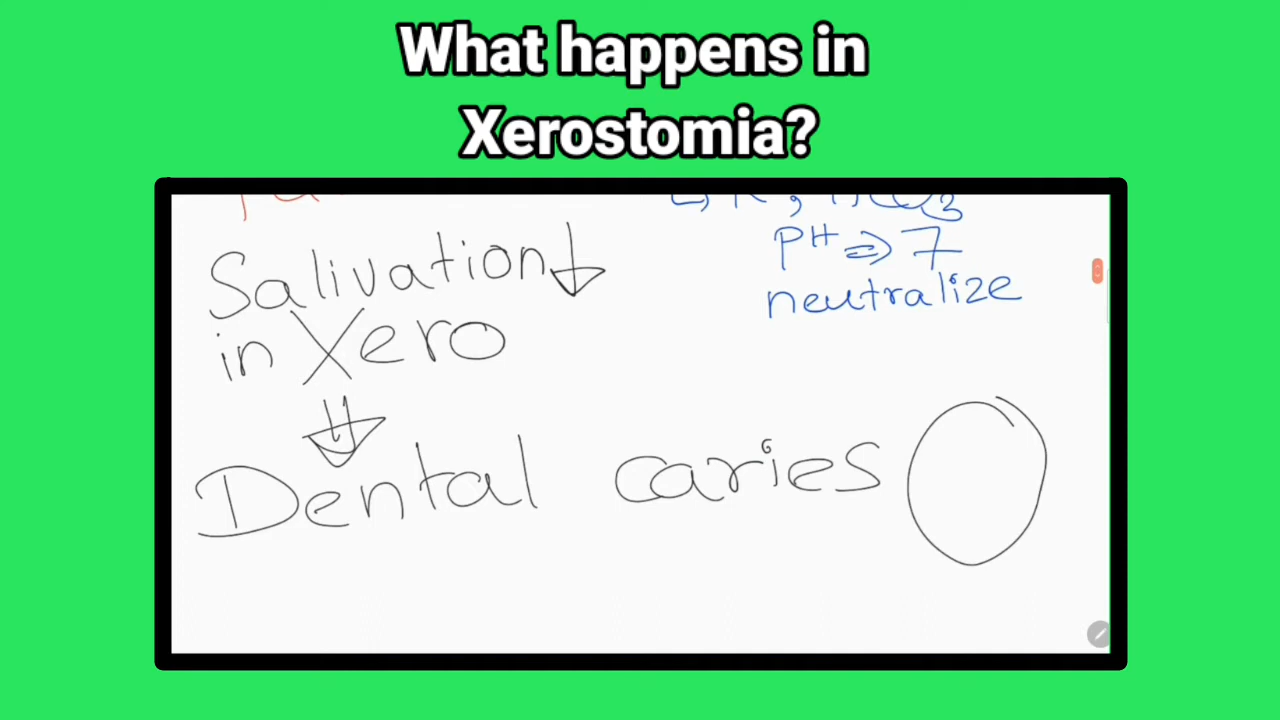 What happens in
Xerostomia?
Salivation↓
in Xero
⇓
Dental caries
pH ⇒ 7
neutralize